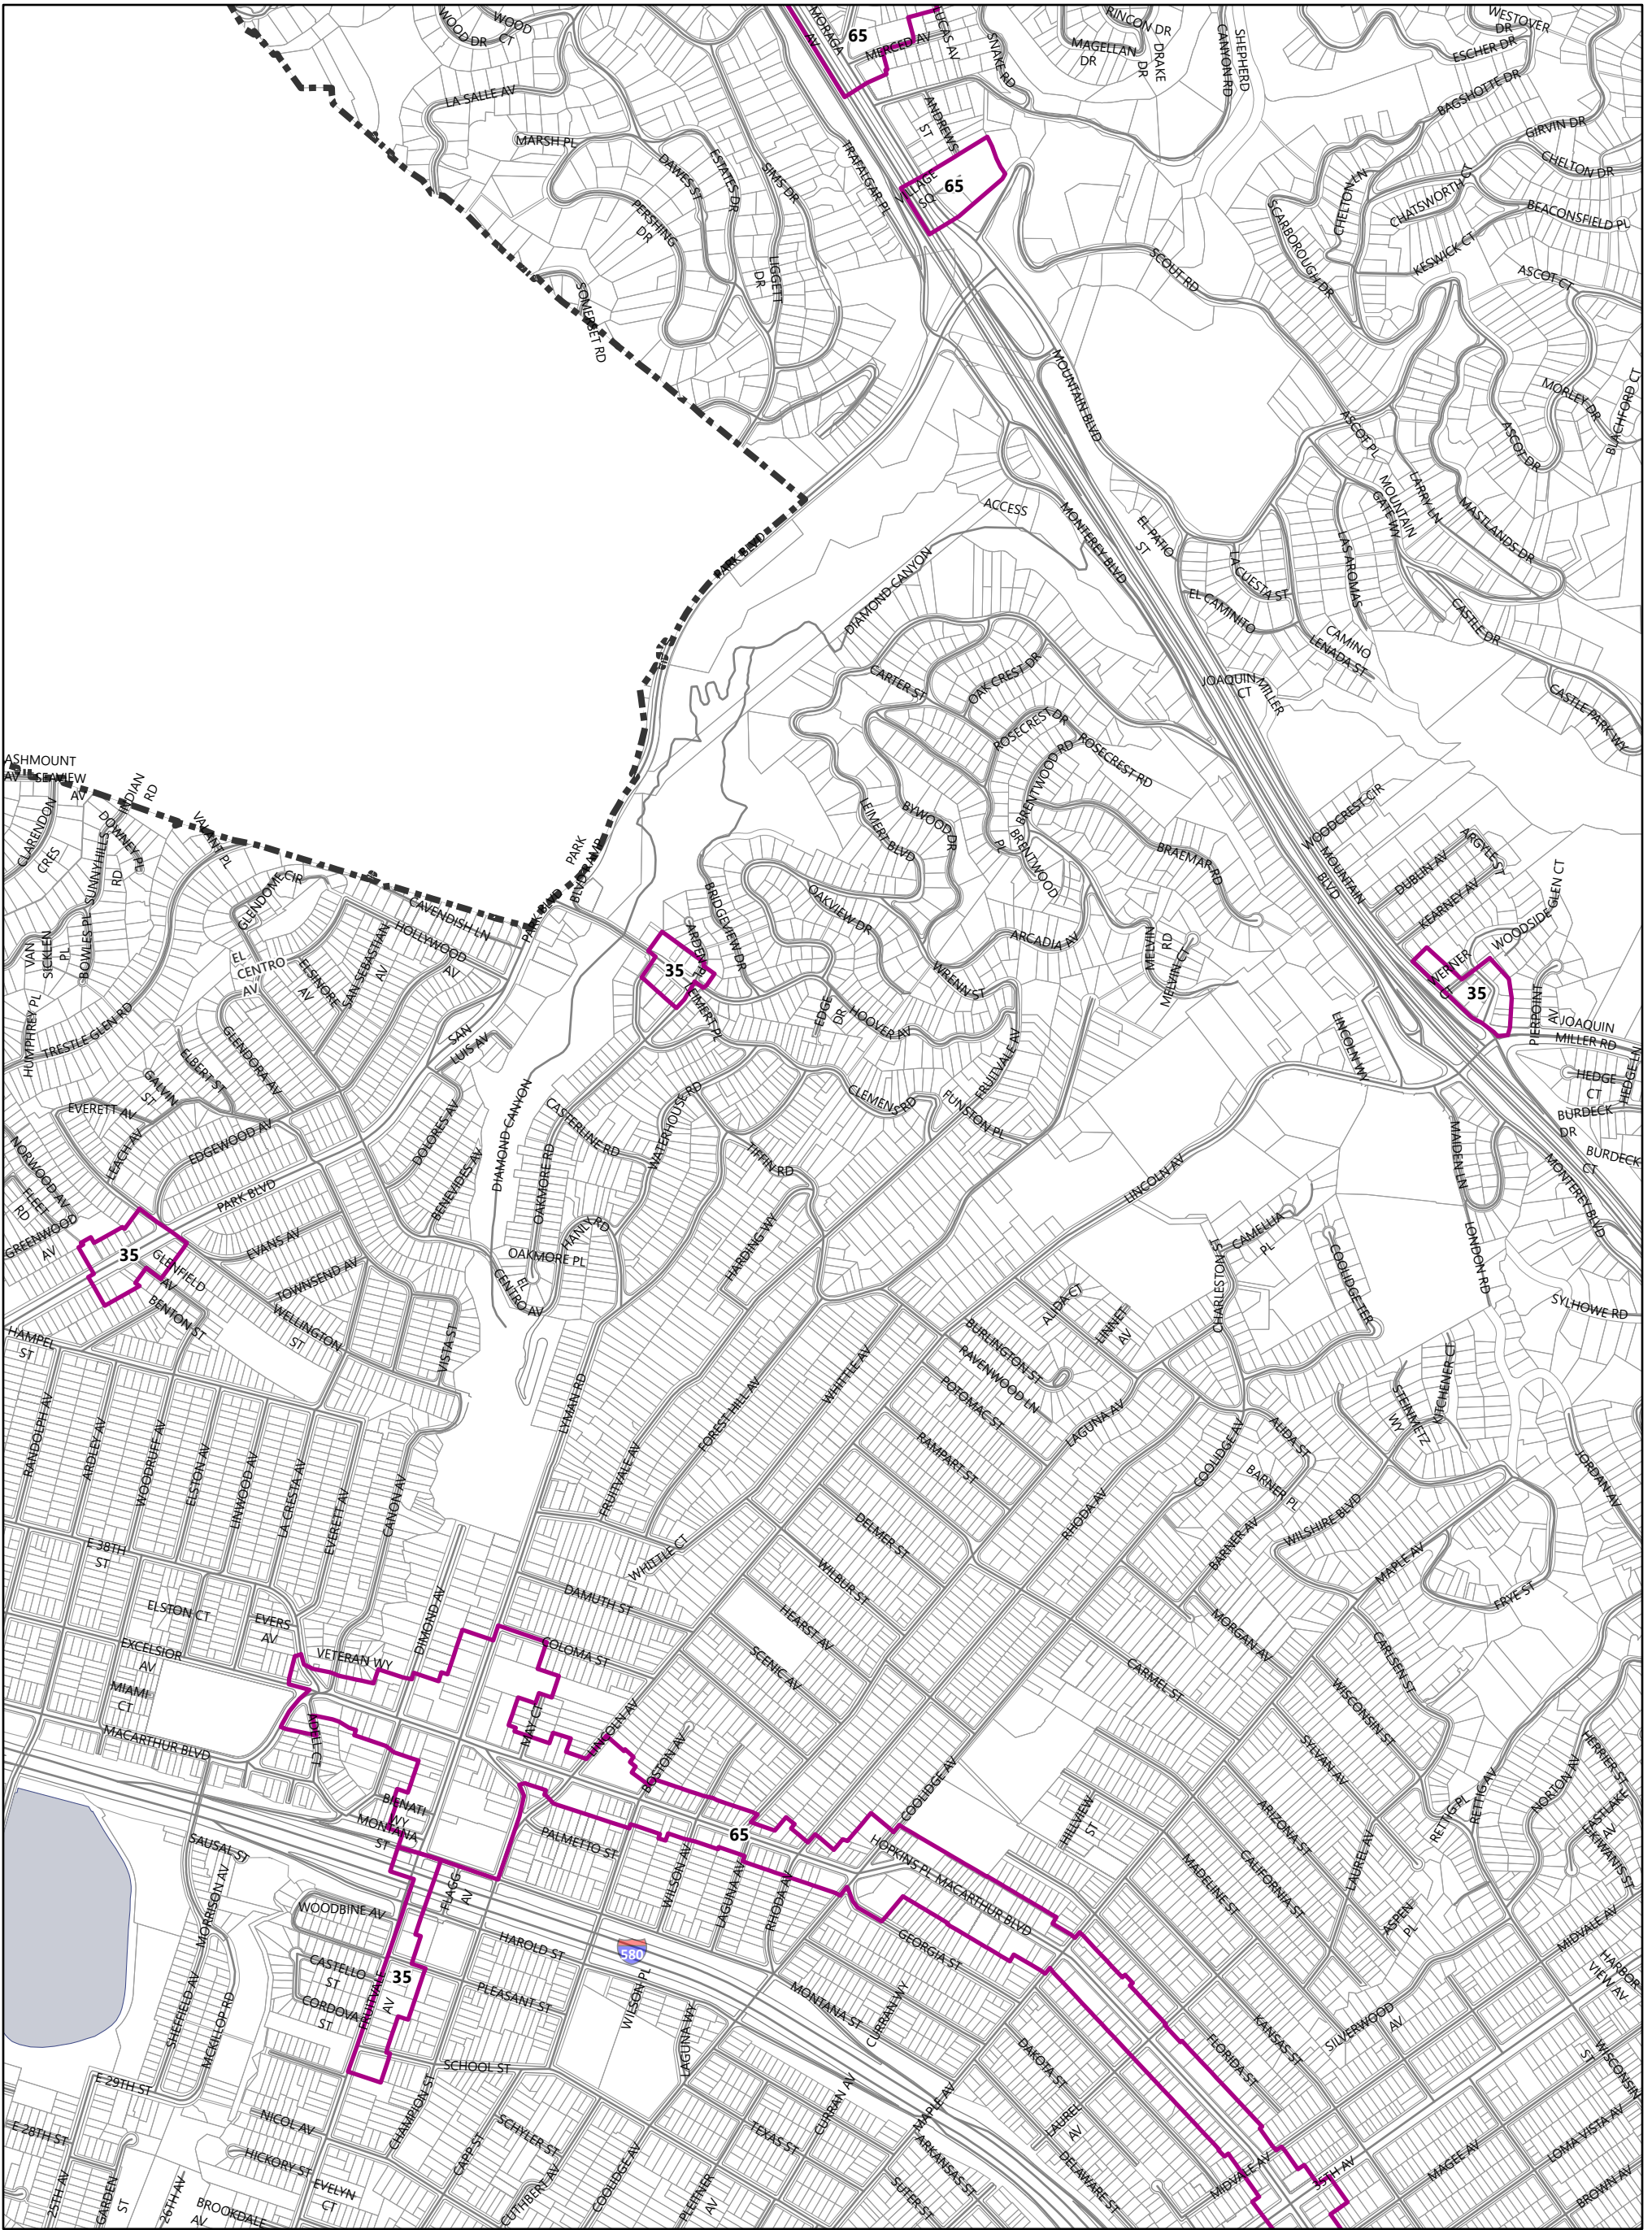 WOOD DR
WOOD
CT
MORAGA
AV
65
MERCED AV
LUCAS AV
SNAKE RD
RINCON DR
MAGELLAN
DR
DRAKE
DR
SHEPHERD
CANYON RD
WESTOVER
DR
ESCHER DR
BAGSHOTTE DR
GIRVIN DR
CHELTON DR
LA SALLE AV
MARSH PL
ANDREWS
ST
TRAFALGAR PL
DAWES ST
ESTATES DR
SIMS DR
VILLAGE
SQ
65
CHELTON LN
CHATSWORTH CT
BEACONSFIELD PL
PERSHING
DR
SCARBOROUGH DR
KESWICK CT
ASCOT CT
LIGGETT
DR
SCOUT RD
SOMERSET RD
MOUNTAIN BLVD
MORLEY DR
BLACHFORD CT
ASCOT PL
ASCOT DR
LARRY LN
MOUNTAIN
GATE WY
MASTLANDS DR
ACCESS
MONTEREY BLVD
EL PATIO
ST
PARK BLVD
DIAMOND CANYON
LAS AROMAS
LA CUESTA ST
EL CAMINITO
CASTLE DR
CAMINO
LENADA ST
CARTER ST
OAK CREST DR
JOAQUIN MILLER
CT
CASTLE PARK WY
ROSECREST DR
ROSECREST RD
BRENTWOOD RD
ASHMOUNT
AV
SEAVIEW
AV
INDIAN
RD
CLARENDON
CRES
DOWNEY PL
SUNNYHILLS
RD
VALANT PL
LEIMERT BLVD
BYWOOD DR
BRENTWOOD
PL
BRAEMAR RD
WOODCREST CIR
MOUNTAIN
BLVD
ARGYLE ST
DUBLIN AV
KEARNEY AV
WOODSIDE GLEN CT
PARK
BLVD RAMP
GLENDOME CIR
CAVENDISH LN
PARK BLVD
HOLLYWOOD
AV
BRIDGEVIEW DR
OAKVIEW DR
ARCADIA AV
MELVIN
RD
MELVIN CT
VAN
SICKLEN
PL
BOWLES PL
EL
CENTRO
AV
ELSINORE
AV
SAN SEBASTIAN
AV
ARDEN PL
35
LEIMERT PL
WRENN ST
WERNER
CT
35
HUMPHREY PL
TRESTLE GLEN RD
EDGE
DR
HOOVER AV
LINCOLN WY
PIERPOINT
AV
JOAQUIN
MILLER RD
SAN
LUIS AV
ELBERT ST
GLENDORA AV
GALVIN
ST
EVERETT AV
FRUITVALE AV
HEDGE
CT
HEDGE LN
CASTERLINE RD
WATERHOUSE RD
CLEMENS RD
FUNSTON PL
BURDECK
DR
BURDECK
CT
NORWOOD AV
LEACH AV
EDGEWOOD AV
DOLORES AV
DIAMOND CANYON
OAKMORE RD
TIFFIN RD
MAIDEN LN
MONTEREY BLVD
FLEET
RD
PARK BLVD
BENEVIDES AV
LINCOLN AV
GREENWOOD
AV
35
GLENFIELD
AV
EVANS AV
TOWNSEND AV
HANLY RD
OAKMORE PL
EL
CENTRO AV
HARDING WY
CAMELLIA
PL
CHARLESTON ST
COOLIDGE TER
LONDON RD
SYLHOWE RD
HAMPEL
ST
BENTON ST
WELLINGTON
ST
VISTA ST
ALIDA CT
LINNET
AV
BURLINGTON ST
RAVENWOOD LN
POTOMAC ST
RAMPART ST
RANDOLPH AV
ARDLEY AV
WOODRUFF AV
ELSTON AV
LINWOOD AV
LA CRESTA AV
EVERETT AV
CANON AV
LYMAN RD
FRUITVALE AV
FOREST HILL AV
WHITTLE AV
LAGUNA AV
COOLIDGE AV
ALIDA ST
BARNER PL
STEINMETZ
WY
KITCHENER CT
JORDAN AV
E 38TH
ST
ELSTON CT
EVERS
AV
DIMOND AV
WHITTLE CT
DAMUTH ST
DELMER ST
WILBUR ST
RHODA AV
BARNER AV
WILSHIRE BLVD
MAPLE AV
FRYE ST
HEARST AV
EXCELSIOR
AV
VETERAN WY
COLOMA ST
SCENIC AV
MORGAN AV
CARMEL ST
CARLSEN ST
MIAMI
CT
ADELL CT
MAY CT
LINCOLN AV
BOSTON AV
WISCONSIN ST
MACARTHUR BLVD
SYLVAN AV
HERRIER ST
NORTON AV
RETTIG AV
RETTIG PL
EASTLAKE
AV
KIWANIS ST
BIENATI
WY
MONTANA
ST
PALMETTO ST
65
COOLIDGE AV
HILLVIEW
ST
ARIZONA ST
SAUSAL ST
MORRISON AV
FLAGG
AV
WILSON AV
LAGUNA AV
RHODA AV
HOPKINS PL
MACARTHUR BLVD
MADELINE ST
CALIFORNIA ST
LAUREL AV
WOODBINE AV
HAROLD ST
580
GEORGIA ST
ASPEN
PL
MIDVALE AV
CASTELLO
ST
CORDOVA
ST
35
FRUITVALE
AV
PLEASANT ST
WILSON PL
MONTANA ST
CURRAN WY
HARBOR
VIEW AV
SHEFFIELD AV
MCKILLOP RD
LAGUNA WY
SILVERWOOD
AV
KANSAS ST
FLORIDA ST
DAKOTA ST
WISCONSIN
ST
SCHOOL ST
E 29TH ST
CHAMPION ST
NICOL AV
SCHYLER ST
CURRAN AV
TEXAS ST
MAPLE AV
LAUREL
AV
LOMA VISTA AV
E 28TH ST
HICKORY ST
EVELYN
CT
CAPP ST
CUTHBERT AV
COOLIDGE AV
PLEITNER
AV
ARKANSAS ST
SUTER ST
DELAWARE ST
MIDVALE AV
35TH AV
MAGEE AV
BROWN AV
25TH AV
GARDEN
ST
26TH AV
BROOKDALE
AV